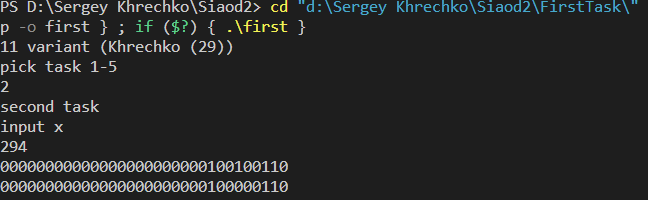 PS D:\Sergey Khrechko\Siaod2> cd "d:\Sergey Khrechko\Siaod2\FirstTask\"
p -o first } ; if ($?) { .\first }
11 variant (Khrechko (29))
pick task 1-5
2
second task
input x
294
00000000000000000000000100100110
00000000000000000000000100000110